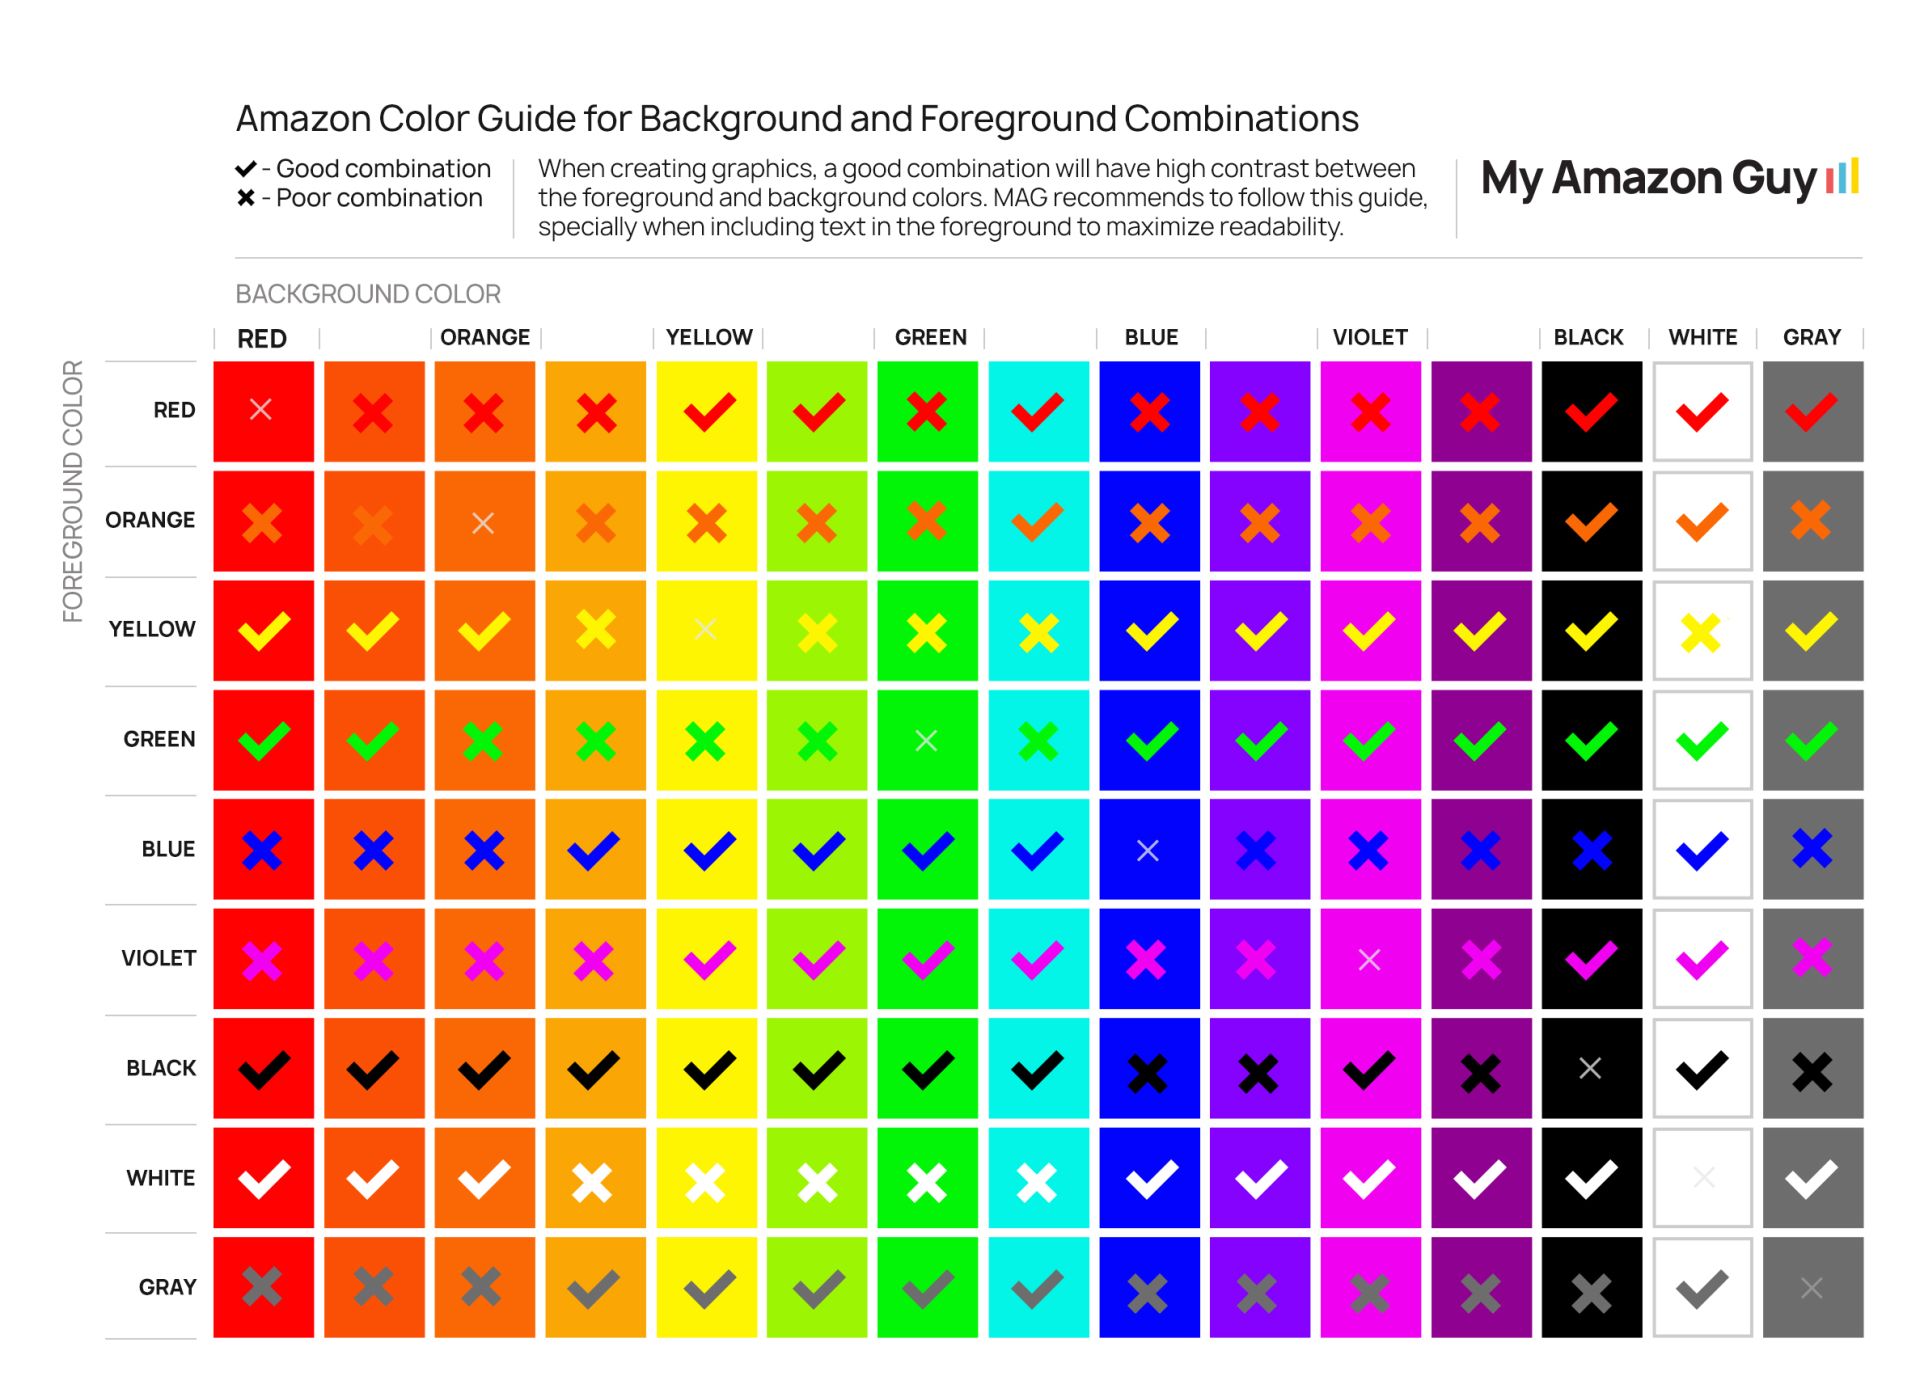 Amazon Color Guide for Background and Foreground Combinations
✔ - Good combination
✖ - Poor combination
When creating graphics, a good combination will have high contrast between
the foreground and background colors. MAG recommends to follow this guide,
specially when including text in the foreground to maximize readability.
My Amazon Guy
BACKGROUND COLOR
RED ORANGE YELLOW GREEN BLUE VIOLET BLACK WHITE GRAY
FOREGROUND COLOR
RED
ORANGE
YELLOW
GREEN
BLUE
VIOLET
BLACK
WHITE
GRAY